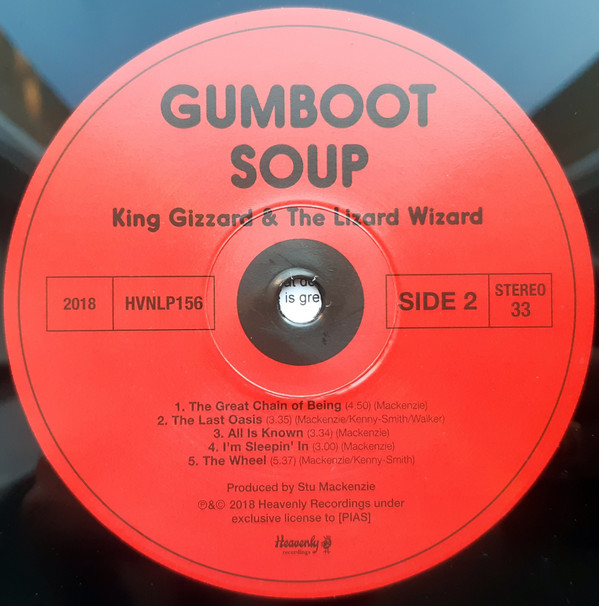 GUMBOOT
SOUP
King Gizzard & The Lizard Wizard
at
is gre
2018 HVNLP156
SIDE 2 STEREO 33
1. The Great Chain of Being (4.50) (Mackenzie)
2. The Last Oasis (3.35) (Mackenzie/Kenny-Smith/Walker)
3. All Is Known (3.34) (Mackenzie)
4. I'm Sleepin' In (3.00) (Mackenzie)
5. The Wheel (5.37) (Mackenzie/Kenny-Smith)
Produced by Stu Mackenzie
℗&© 2018 Heavenly Recordings under
exclusive license to [PIAS]
Heavenly
recordings